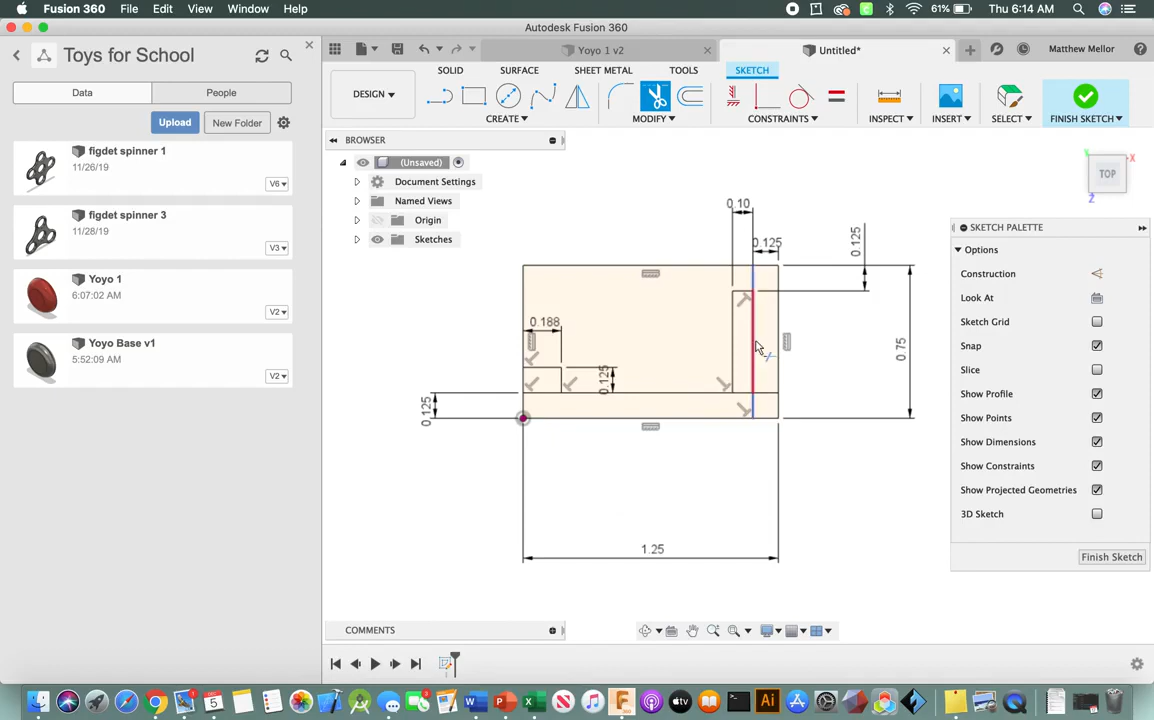 Fusion 360 File Edit View Window Help 61% Thu 6:14 AM
Autodesk Fusion 360
Toys for School
Yoyo 1 v2
Untitled*
Matthew Mellor
Data People
Upload New Folder
figdet spinner 1
11/26/19
V6
figdet spinner 3
11/28/19
V3
Yoyo 1
6:07:02 AM
V2
Yoyo Base v1
5:52:09 AM
V2
SOLID SURFACE SHEET METAL TOOLS SKETCH
DESIGN
CREATE MODIFY CONSTRAINTS INSPECT INSERT SELECT FINISH SKETCH
BROWSER
(Unsaved)
Document Settings
Named Views
Origin
Sketches
TOP
X
Y
Z
0.10
0.125
0.125
0.188
0.125
0.75
0.125
1.25
SKETCH PALETTE
Options
Construction
Look At
Sketch Grid
Snap
Slice
Show Profile
Show Points
Show Dimensions
Show Constraints
Show Projected Geometries
3D Sketch
Finish Sketch
COMMENTS